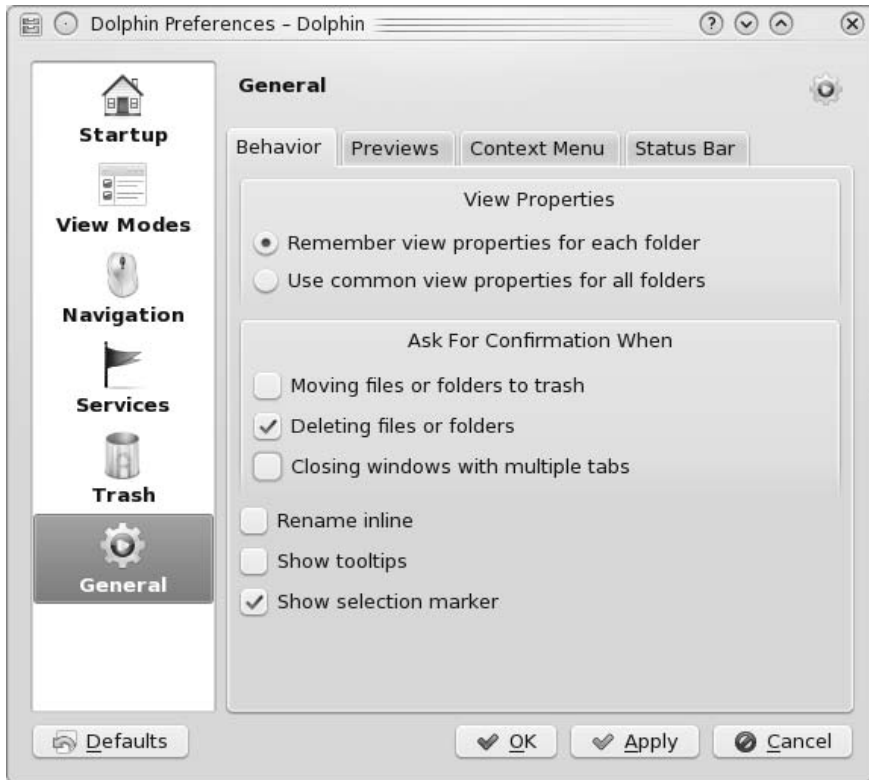 Dolphin Preferences – Dolphin
Startup
View Modes
Navigation
Services
Trash
General
General
Behavior
Previews
Context Menu
Status Bar
View Properties
Remember view properties for each folder
Use common view properties for all folders
Ask For Confirmation When
Moving files or folders to trash
Deleting files or folders
Closing windows with multiple tabs
Rename inline
Show tooltips
Show selection marker
Defaults
OK
Apply
Cancel